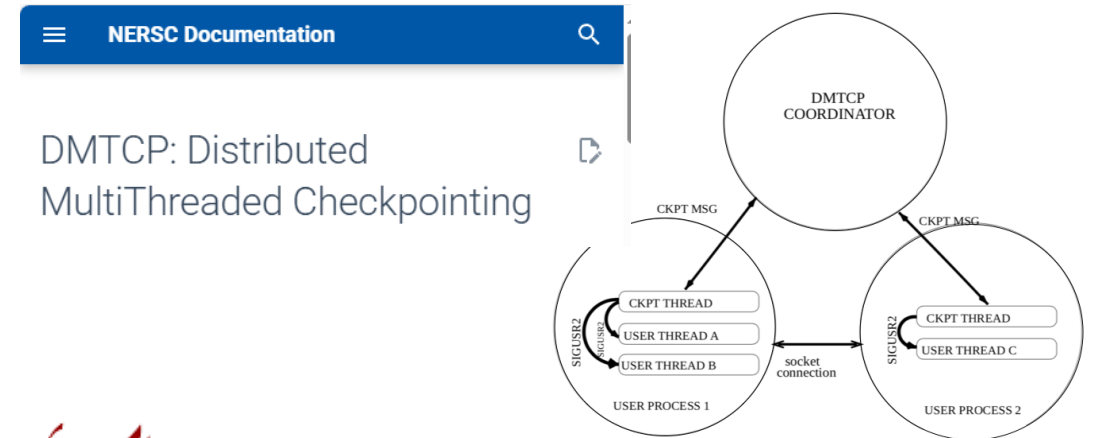 NERSC Documentation
DMTCP: Distributed
MultiThreaded Checkpointing
DMTCP
COORDINATOR
CKPT MSG
CKPT MSG
CKPT THREAD
USER THREAD A
USER THREAD B
SIGUSR2
SIGUSR2
USER PROCESS 1
socket
connection
CKPT THREAD
USER THREAD C
SIGUSR2
USER PROCESS 2